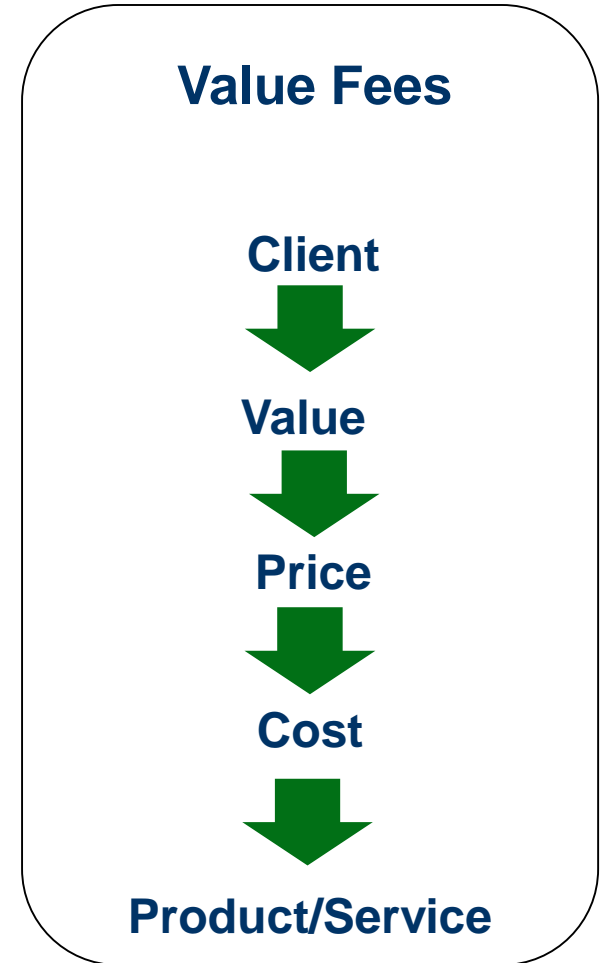 Value Fees
Client
Value
Price
Cost
Product/Service